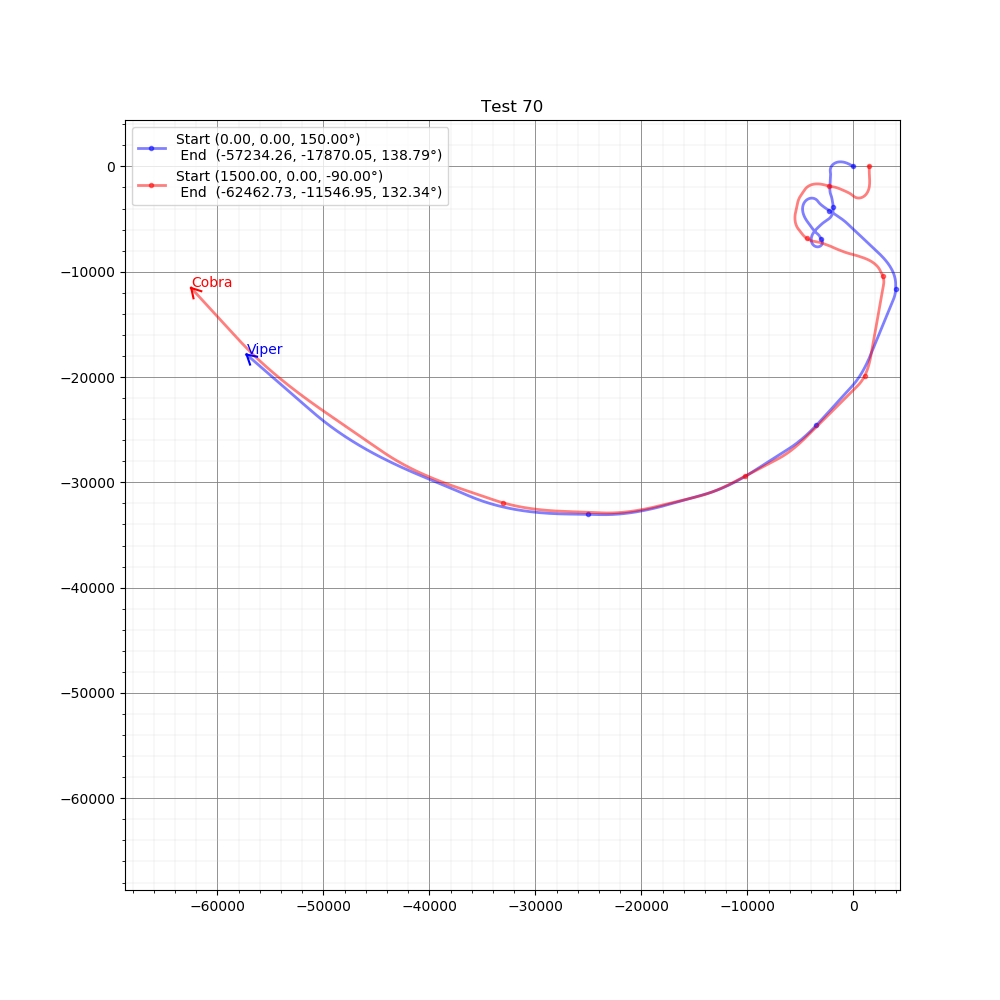 Test 70
Start (0.00, 0.00, 150.00°)
End (-57234.26, -17870.05, 138.79°)
Start (1500.00, 0.00, -90.00°)
End (-62462.73, -11546.95, 132.34°)
0
−10000
−20000
−30000
−40000
−50000
−60000
Cobra
Viper
−60000
−50000
−40000
−30000
−20000
−10000
0